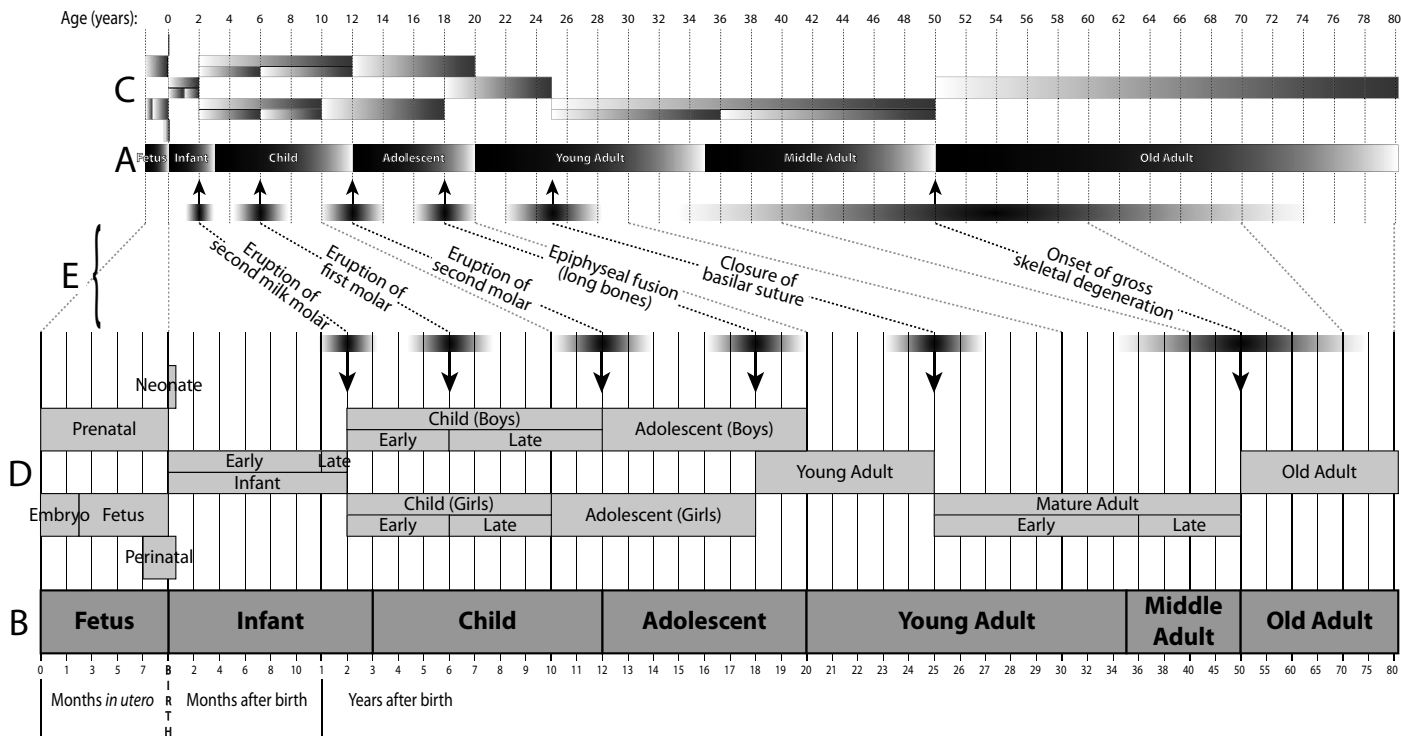 Age (years): 0 2 4 6 8 10 12 14 16 18 20 22 24 26 28 30 32 34 36 38 40 42 44 46 48 50 52 54 56 58 60 62 64 66 68 70 72 74 76 78 80
C
A Fetus Infant Child Adolescent Young Adult Middle Adult Old Adult
E
Eruption of
second milk molar
Eruption of
first molar
Eruption of
second molar
Epiphyseal fusion
(long bones)
Closure of
basilar suture
Onset of gross
skeletal degeneration
Neonate
Child (Boys)
Prenatal Early Late Adolescent (Boys)
D
Early Late Young Adult Old Adult
Infant
Embryo Fetus Child (Girls) Adolescent (Girls) Mature Adult
Early Late Early Late
Perinatal
B Fetus Infant Child Adolescent Young Adult Middle
Adult Old Adult
0 1 3 5 7 B 2 4 6 8 10 1 2 3 4 5 6 7 8 9 10 11 12 13 14 15 16 17 18 19 20 21 22 23 24 25 26 27 28 29 30 32 34 36 38 40 45 50 55 60 65 70 75 80
I
Months in utero R Months after birth Years after birth
T
H